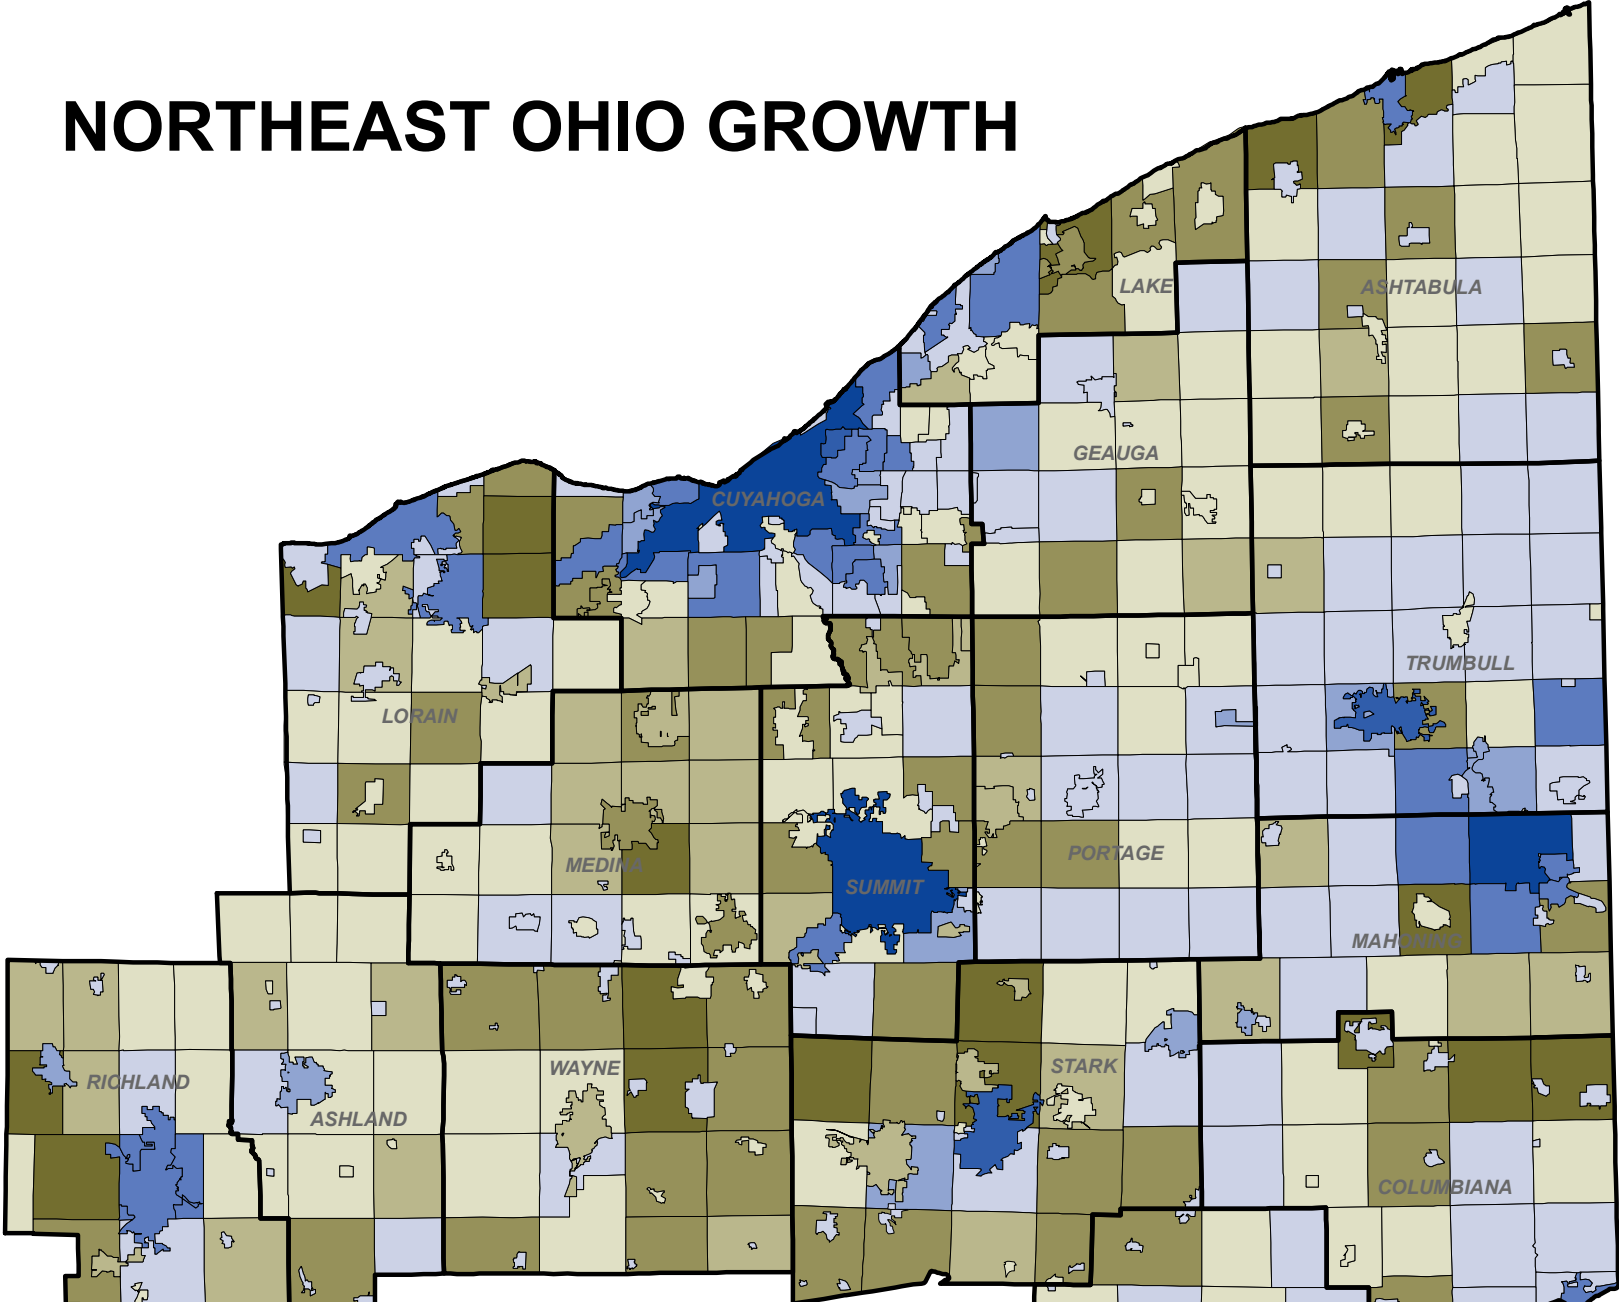 NORTHEAST OHIO GROWTH
LAKE
ASHTABULA
GEAUGA
CUYAHOGA
TRUMBULL
LORAIN
PORTAGE
MEDINA
SUMMIT
MAHONING
STARK
WAYNE
RICHLAND
ASHLAND
COLUMBIANA